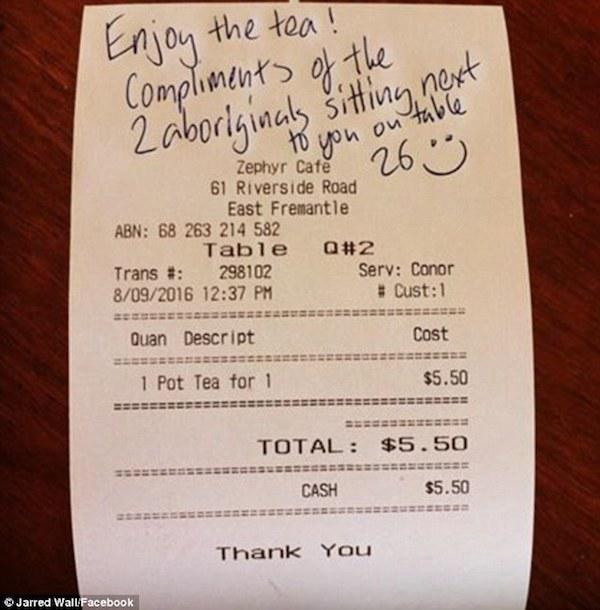 Enjoy the tea!
Compliments of the
2 aboriginals sitting next
to you on table
26
Zephyr Cafe
61 Riverside Road
East Fremantle
ABN: 68 263 214 582
Table Q#2
Trans #: 298102 Serv: Conor
8/09/2016 12:37 PM # Cust:1
Quan Descript Cost
1 Pot Tea for 1 $5.50
TOTAL: $5.50
CASH $5.50
Thank You
© Jarred Wall/Facebook